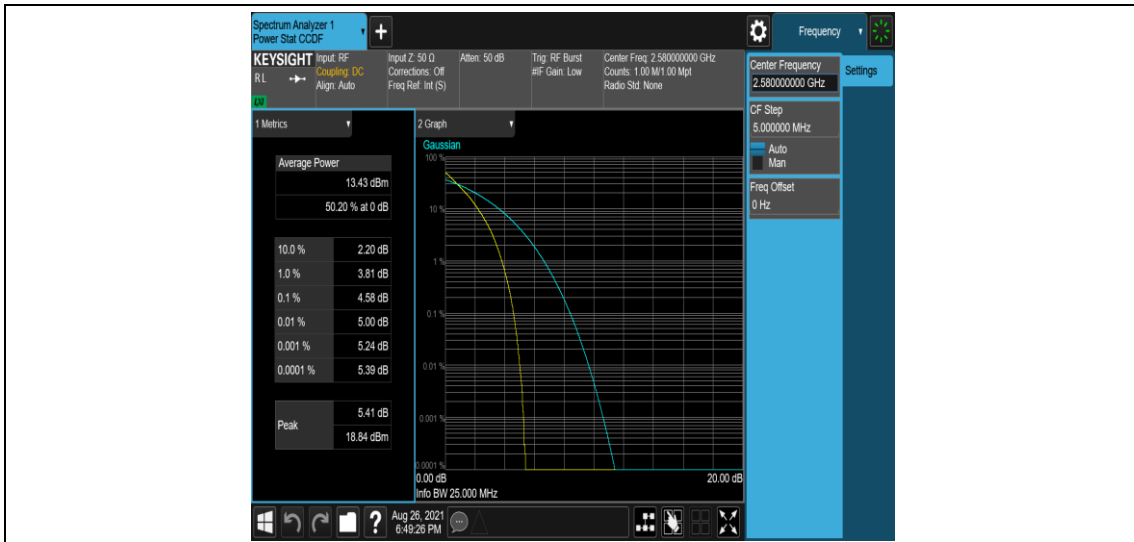 Spectrum Analyzer 1
Power Stat CCDF
+
Frequency
KEYSIGHT
Input: RF
Coupling: DC
Align: Auto
RL
LXI
Input Z: 50 Ω
Corrections: Off
Freq Ref: Int (S)
Atten: 50 dB
Trig: RF Burst
#IF Gain: Low
Center Freq: 2.580000000 GHz
Counts: 1.00 M/1.00 Mpt
Radio Std: None
Center Frequency
2.580000000 GHz
Settings
CF Step
5.000000 MHz
Auto
Man
Freq Offset
0 Hz
1 Metrics
Average Power
13.43 dBm
50.20 % at 0 dB
10.0 % 2.20 dB
1.0 % 3.81 dB
0.1 % 4.58 dB
0.01 % 5.00 dB
0.001 % 5.24 dB
0.0001 % 5.39 dB
Peak
5.41 dB
18.84 dBm
2 Graph
Gaussian
100 %
10 %
1 %
0.1 %
0.01 %
0.001 %
0.0001 %
0.00 dB 20.00 dB
Info BW 25.000 MHz
?
Aug 26, 2021
6:49:26 PM